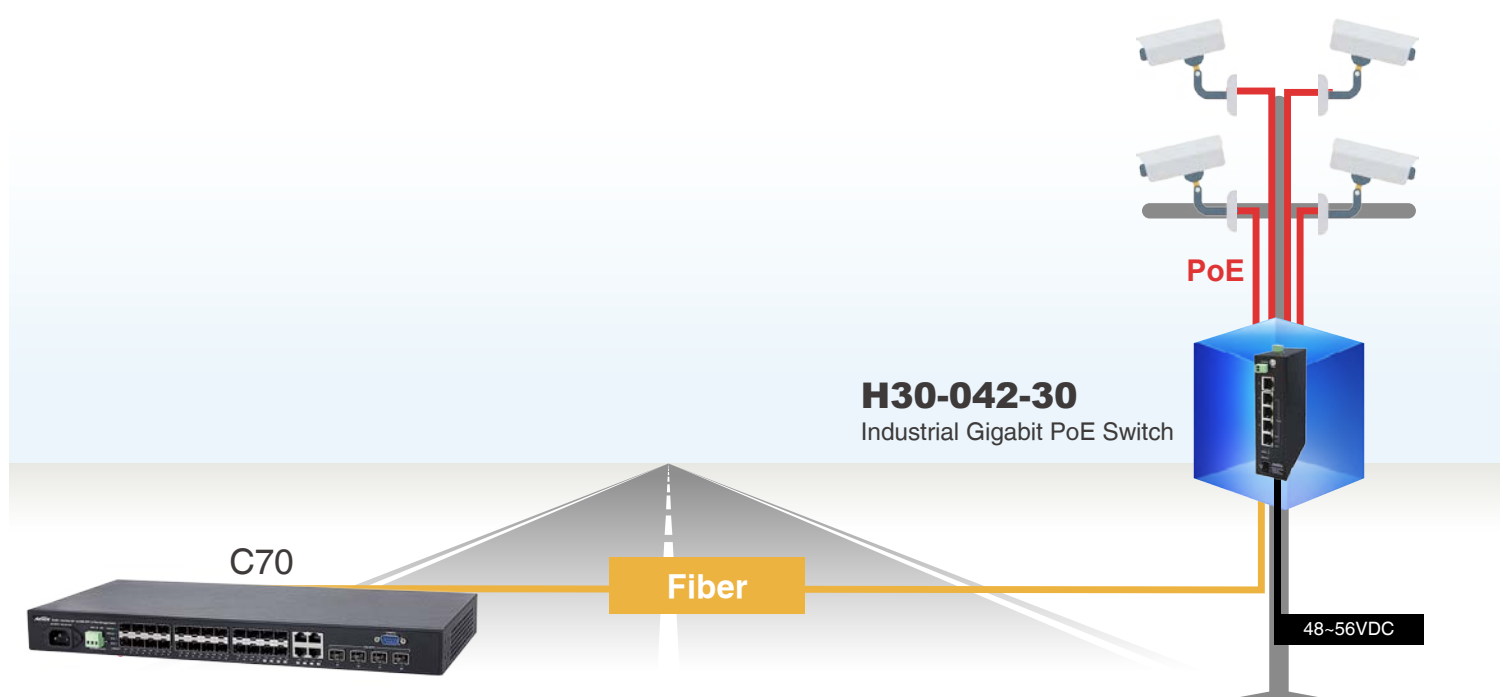 PoE
H30-042-30
Industrial Gigabit PoE Switch
C70
Fiber
48~56VDC